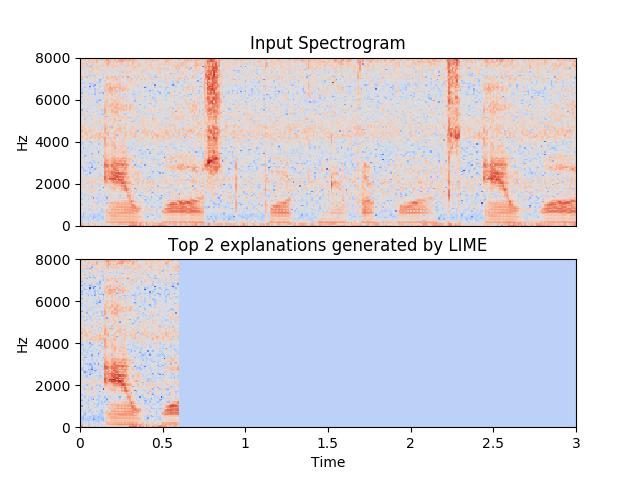 Input Spectrogram
8000
6000
4000
2000
0
Hz
Top 2 explanations generated by LIME
8000
6000
4000
2000
0
Hz
0 0.5 1 1.5 2 2.5 3
Time